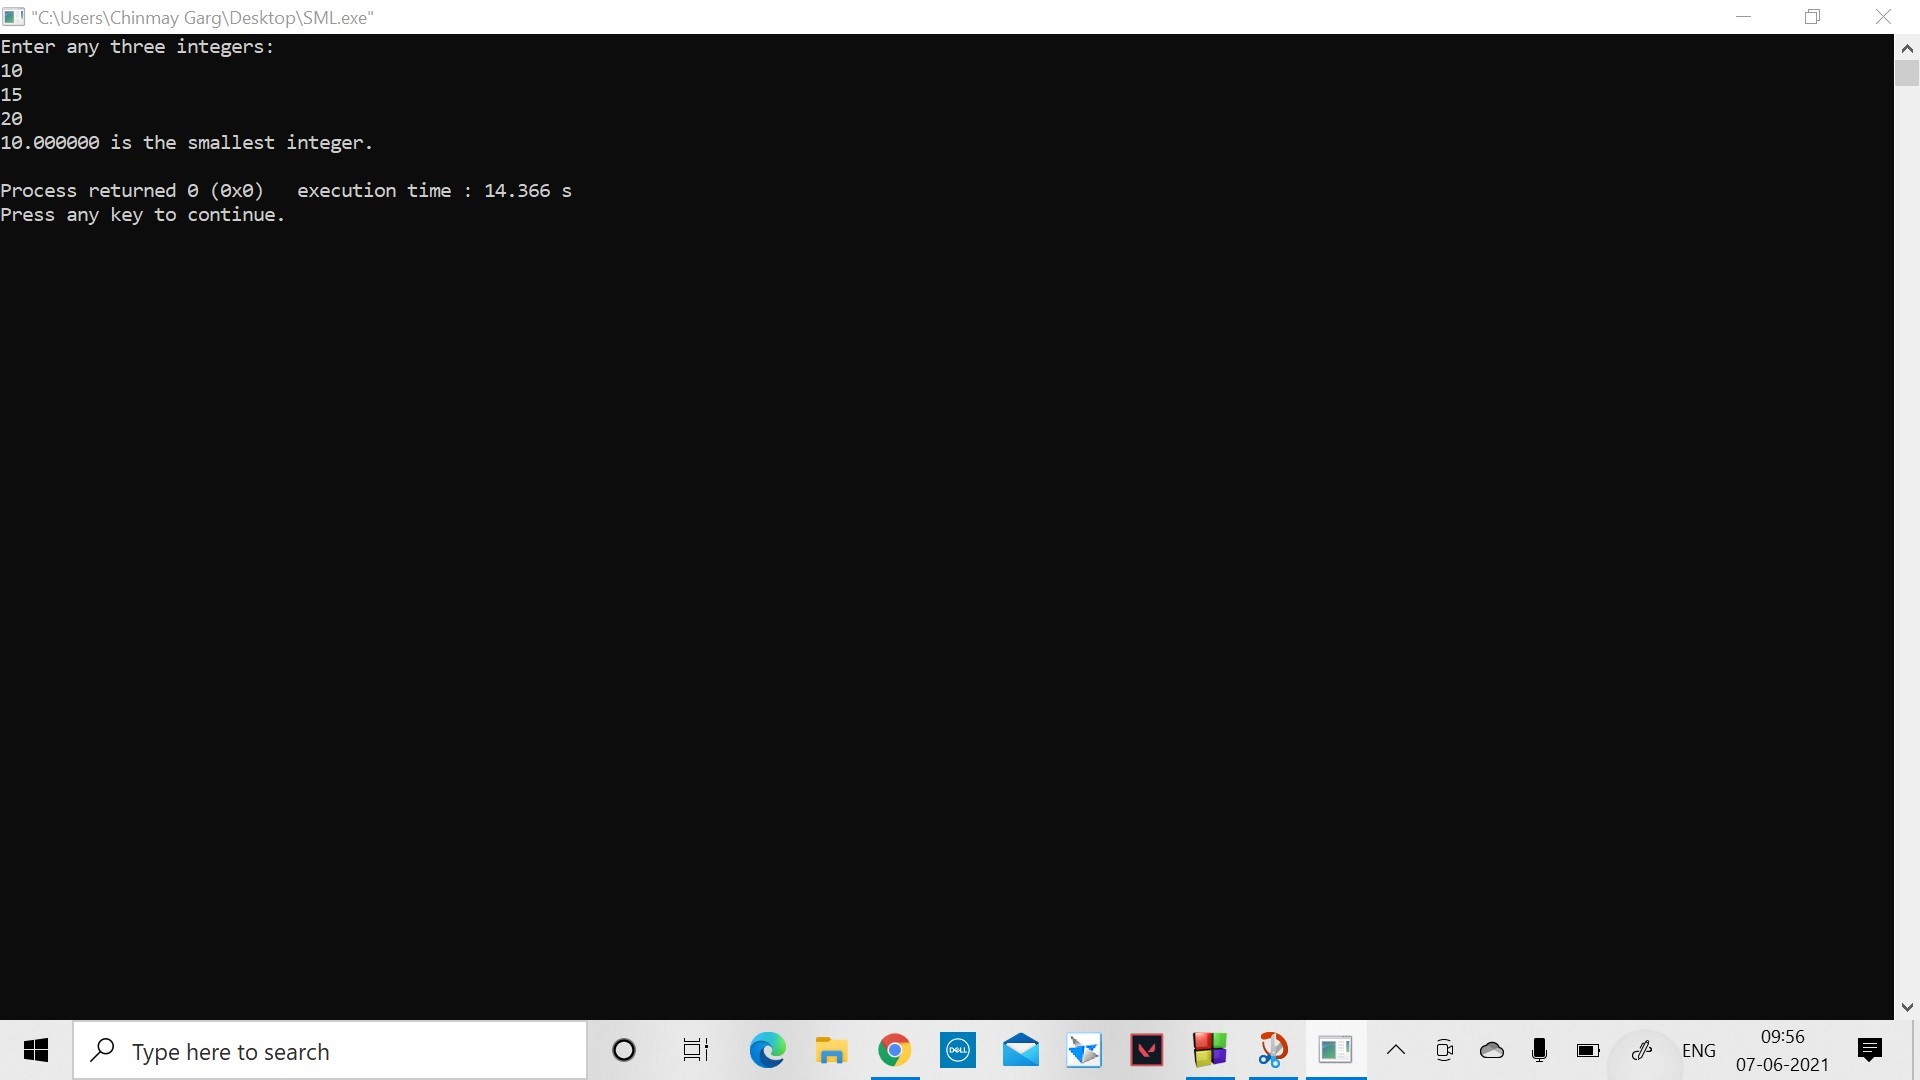 "C:\Users\Chinmay Garg\Desktop\SML.exe"
Enter any three integers:
10
15
20
10.000000 is the smallest integer.
Process returned 0 (0x0)   execution time : 14.366 s
Press any key to continue.
Type here to search
DELL
ENG
09:56
07-06-2021